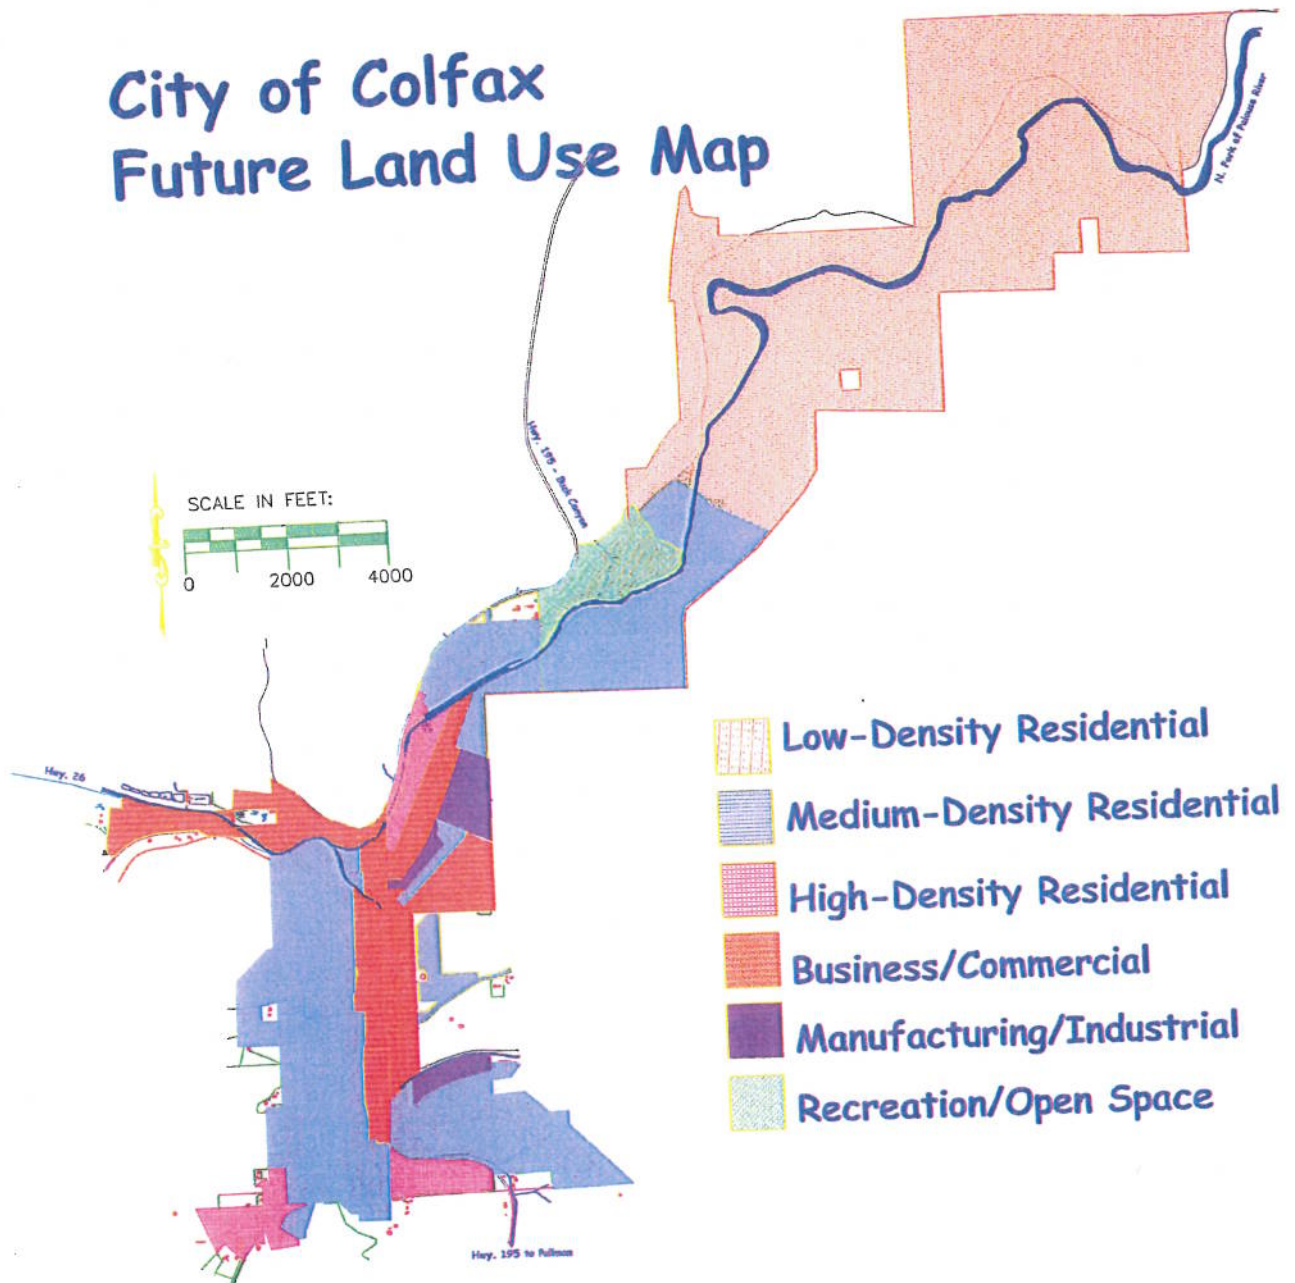 City of Colfax
Future Land Use Map
N. Fork of Palouse River
Hwy. 195 - Dusk Canyon
SCALE IN FEET:
0 2000 4000
Hwy. 26
Low-Density Residential
Medium-Density Residential
High-Density Residential
Business/Commercial
Manufacturing/Industrial
Recreation/Open Space
Hwy. 195 to Pullman